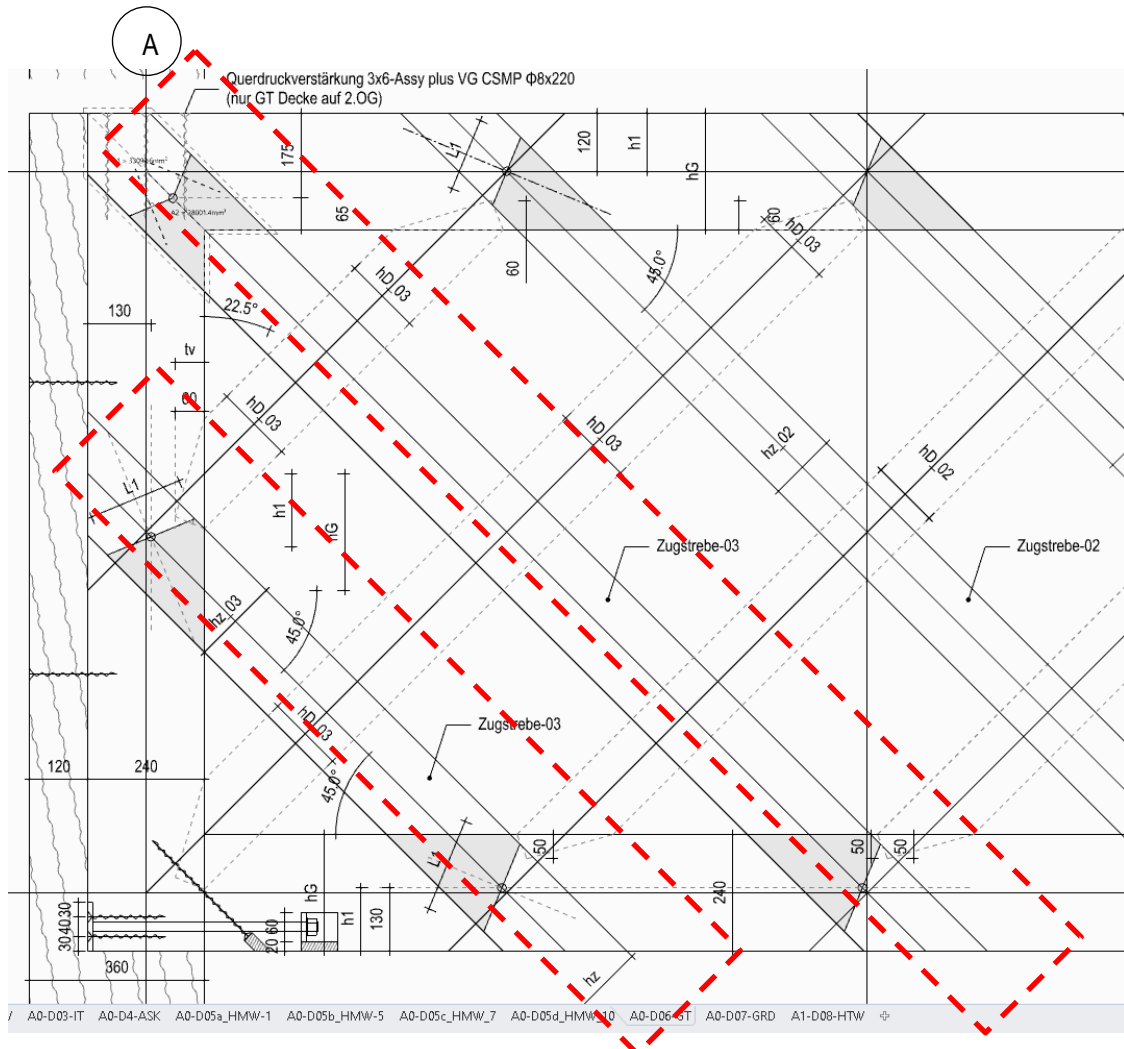 A
Querdruckverstärkung 3x6-Assy plus VG CSMP Φ8x220
(nur GT Decke auf 2.OG)
175
L1
120
h1
hG
65
60
60
hD_03
45.0°
hD_03
22.5°
130
tv
60
hD_03
hD_03
hz_02
hD_02
L1
h1
hG
Zugstrebe-03
Zugstrebe-02
hz_03
45.0°
hD_03
Zugstrebe-03
120
240
45.0°
50
50
50
L1
hG
h1
130
240
30
40
30
60
20
360
hz
A0-D03-IT
A0-D4-ASK
A0-D05a_HMW-1
A0-D05b_HMW-5
A0-D05c_HMW_7
A0-D05d_HMW_10
A0-D06-GT
A0-D07-GRD
A1-D08-HTW